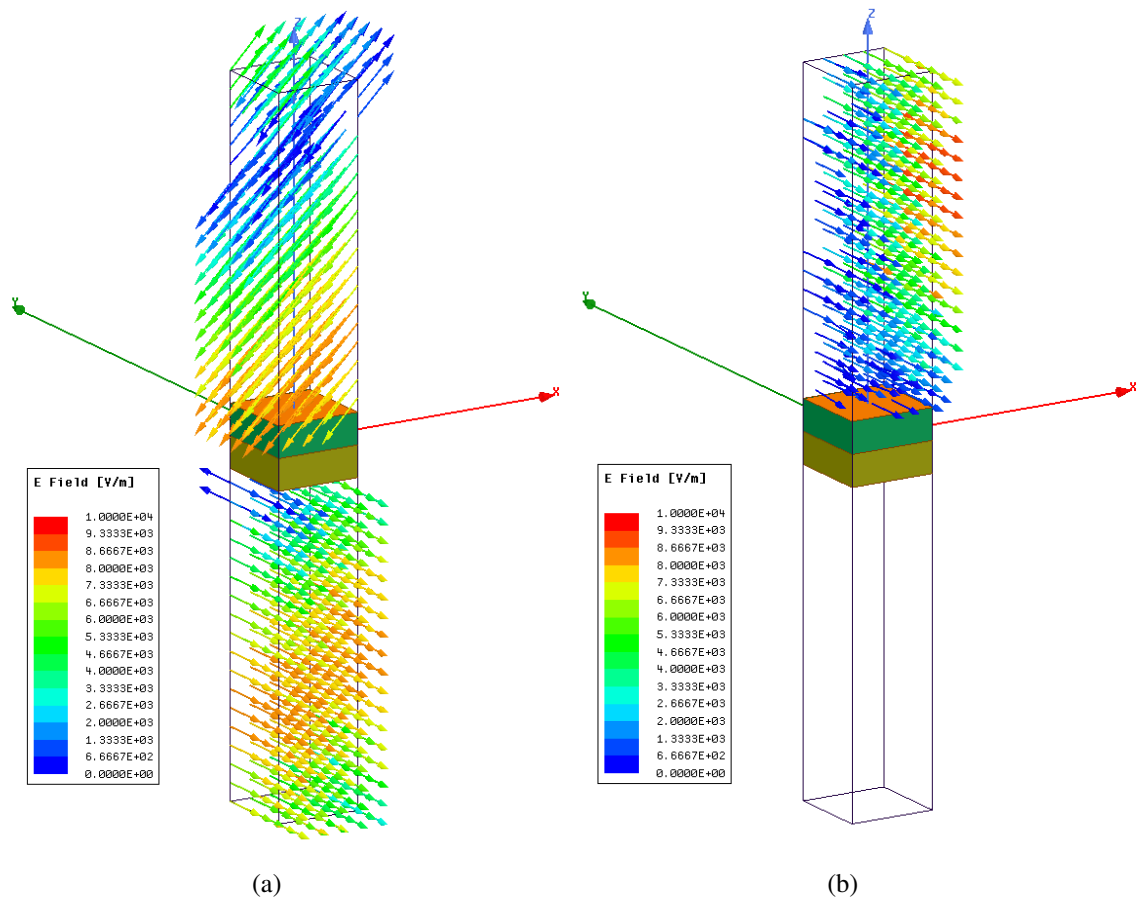 Z
Y
X
E Field [V/m]
1.0000E+04
9.3333E+03
8.6667E+03
8.0000E+03
7.3333E+03
6.6667E+03
6.0000E+03
5.3333E+03
4.6667E+03
4.0000E+03
3.3333E+03
2.6667E+03
2.0000E+03
1.3333E+03
6.6667E+02
0.0000E+00
(a)
Z
Y
X
E Field [V/m]
1.0000E+04
9.3333E+03
8.6667E+03
8.0000E+03
7.3333E+03
6.6667E+03
6.0000E+03
5.3333E+03
4.6667E+03
4.0000E+03
3.3333E+03
2.6667E+03
2.0000E+03
1.3333E+03
6.6667E+02
0.0000E+00
(b)